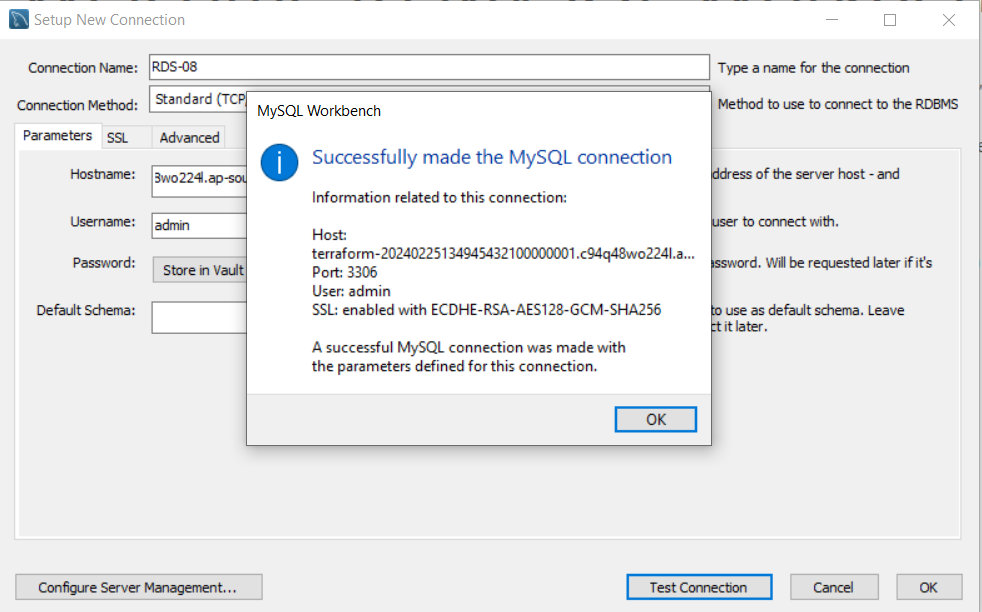 Setup New Connection
Connection Name: RDS-08 Type a name for the connection
Connection Method: Standard (TCP Method to use to connect to the RDBMS
MySQL Workbench
Parameters SSL Advanced
Successfully made the MySQL connection
Hostname: 3wo224l.ap-sou ddress of the server host - and
Information related to this connection:
Username: admin user to connect with.
Host:
terraform-20240225134945432100000001.c94q48wo224l.a...
Password: Store in Vault assword. Will be requested later if it's
Port: 3306
User: admin
Default Schema: to use as default schema. Leave
SSL: enabled with ECDHE-RSA-AES128-GCM-SHA256
ct it later.
A successful MySQL connection was made with
the parameters defined for this connection.
OK
Configure Server Management... Test Connection Cancel OK